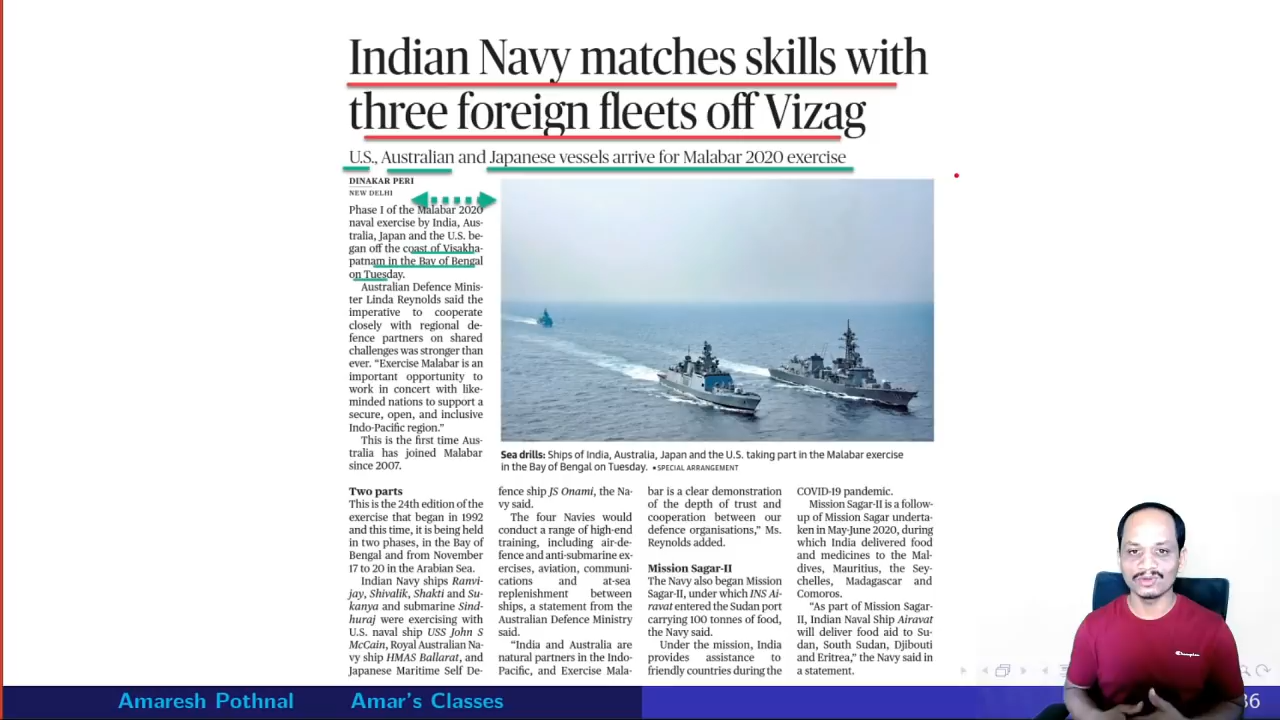 Indian Navy matches skills with
three foreign fleets off Vizag
U.S., Australian and Japanese vessels arrive for Malabar 2020 exercise
DINAKAR PERI
NEW DELHI
Phase I of the Malabar 2020
naval exercise by India, Aus-
tralia, Japan and the U.S. be-
gan off the coast of Visakha-
patnam in the Bay of Bengal
on Tuesday.
Australian Defence Minis-
ter Linda Reynolds said the
imperative to cooperate
closely with regional de-
fence partners on shared
challenges was stronger than
ever. “Exercise Malabar is an
important opportunity to
work in concert with like-
minded nations to support a
secure, open, and inclusive
Indo-Pacific region.”
This is the first time Aus-
tralia has joined Malabar
since 2007.
Sea drills: Ships of India, Australia, Japan and the U.S. taking part in the Malabar exercise
in the Bay of Bengal on Tuesday. •SPECIAL ARRANGEMENT
Two parts
This is the 24th edition of the
exercise that began in 1992
and this time, it is being held
in two phases, in the Bay of
Bengal and from November
17 to 20 in the Arabian Sea.
Indian Navy ships Ranvi-
jay, Shivalik, Shakti and Su-
kanya and submarine Sind-
huraj were exercising with
U.S. naval ship USS John S
McCain, Royal Australian Na-
vy ship HMAS Ballarat, and
Japanese Maritime Self De-
fence ship JS Onami, the Na-
vy said.
The four Navies would
conduct a range of high-end
training, including air-de-
fence and anti-submarine ex-
ercises, aviation, communi-
cations and at-sea
replenishment between
ships, a statement from the
Australian Defence Ministry
said.
“India and Australia are
natural partners in the Indo-
Pacific, and Exercise Mala-
bar is a clear demonstration
of the depth of trust and
cooperation between our
defence organisations,” Ms.
Reynolds added.
Mission Sagar-II
The Navy also began Mission
Sagar-II, under which INS Ai-
ravat entered the Sudan port
carrying 100 tonnes of food,
the Navy said.
Under the mission, India
provides assistance to
friendly countries during the
COVID-19 pandemic.
Mission Sagar-II is a follow-
up of Mission Sagar underta-
ken in May-June 2020, during
which India delivered food
and medicines to the Mal-
dives, Mauritius, the Sey-
chelles, Madagascar and
Comoros.
“As part of Mission Sagar-
II, Indian Naval Ship Airavat
will deliver food aid to Su-
dan, South Sudan, Djibouti
and Eritrea,” the Navy said in
a statement.
Champion
Amaresh Pothnal Amar's Classes
36